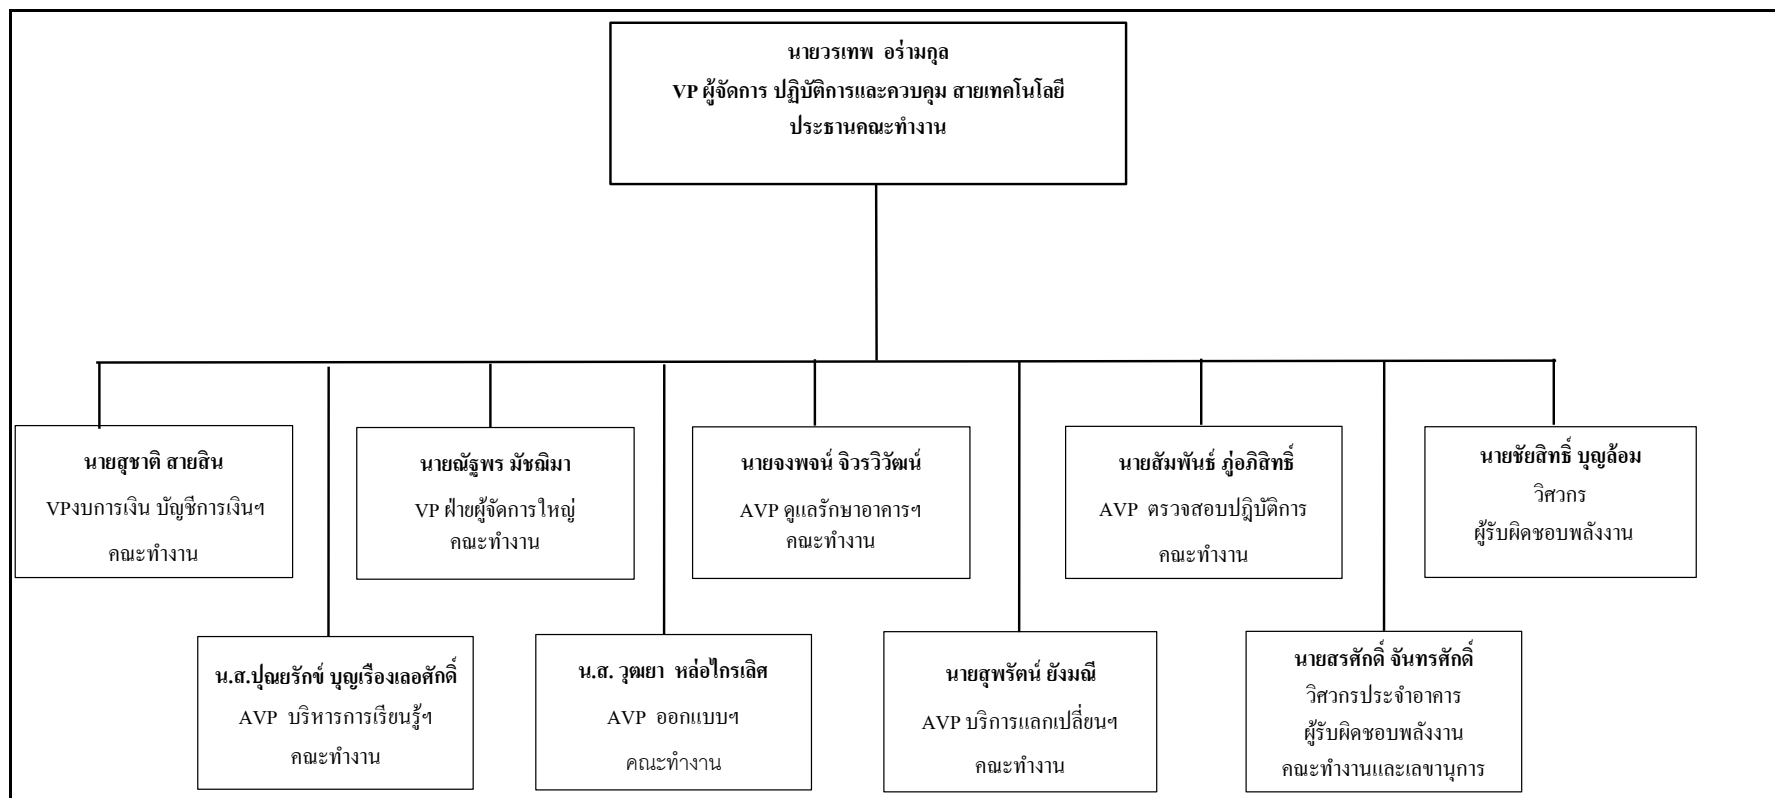 นายวรเทพ อร่ามกุล
VP ผู้จัดการ ปฏิบัติการและควบคุม สายเทคโนโลยี
ประธานคณะทำงาน
นายสุชาติ สายสิน
VPงบการเงิน บัญชีการเงินฯ
คณะทำงาน
นายณัฐพร มัชฌิมา
VP ฝ่ายผู้จัดการใหญ่
คณะทำงาน
นายจงพจน์ จิวรวิวัฒน์
AVP ดูแลรักษาอาคารฯ
คณะทำงาน
นายสัมพันธ์ ภู่อภิสิทธิ์
AVP ตรวจสอบปฎิบัติการ
คณะทำงาน
นายชัยสิทธิ์ บุญล้อม
วิศวกร
ผู้รับผิดชอบพลังงาน
น.ส.ปุณยรักข์ บุญเรืองเลอศักดิ์
AVP บริหารการเรียนรู้ฯ
คณะทำงาน
น.ส. วุฒยา หล่อไกรเลิศ
AVP ออกแบบฯ
คณะทำงาน
นายสุพรัตน์ ยังมณี
AVP บริการแลกเปลี่ยนฯ
คณะทำงาน
นายสรศักดิ์ จันทรศักดิ์
วิศวกรประจำอาคาร
ผู้รับผิดชอบพลังงาน
คณะทำงานและเลขานุการ